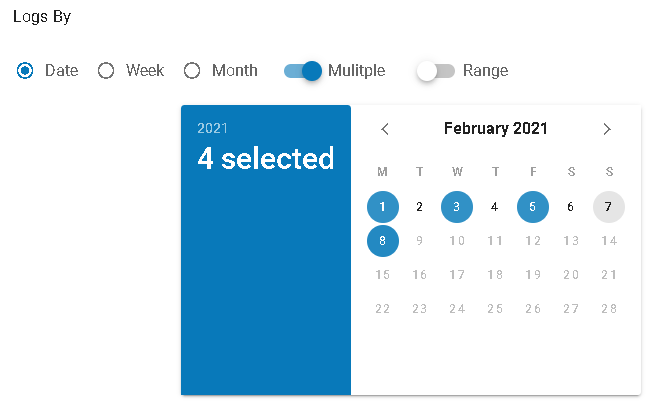 Logs By
Date Week Month Mulitple Range
2021
4 selected
February 2021
M T W T F S S
1 2 3 4 5 6 7
8 9 10 11 12 13 14
15 16 17 18 19 20 21
22 23 24 25 26 27 28